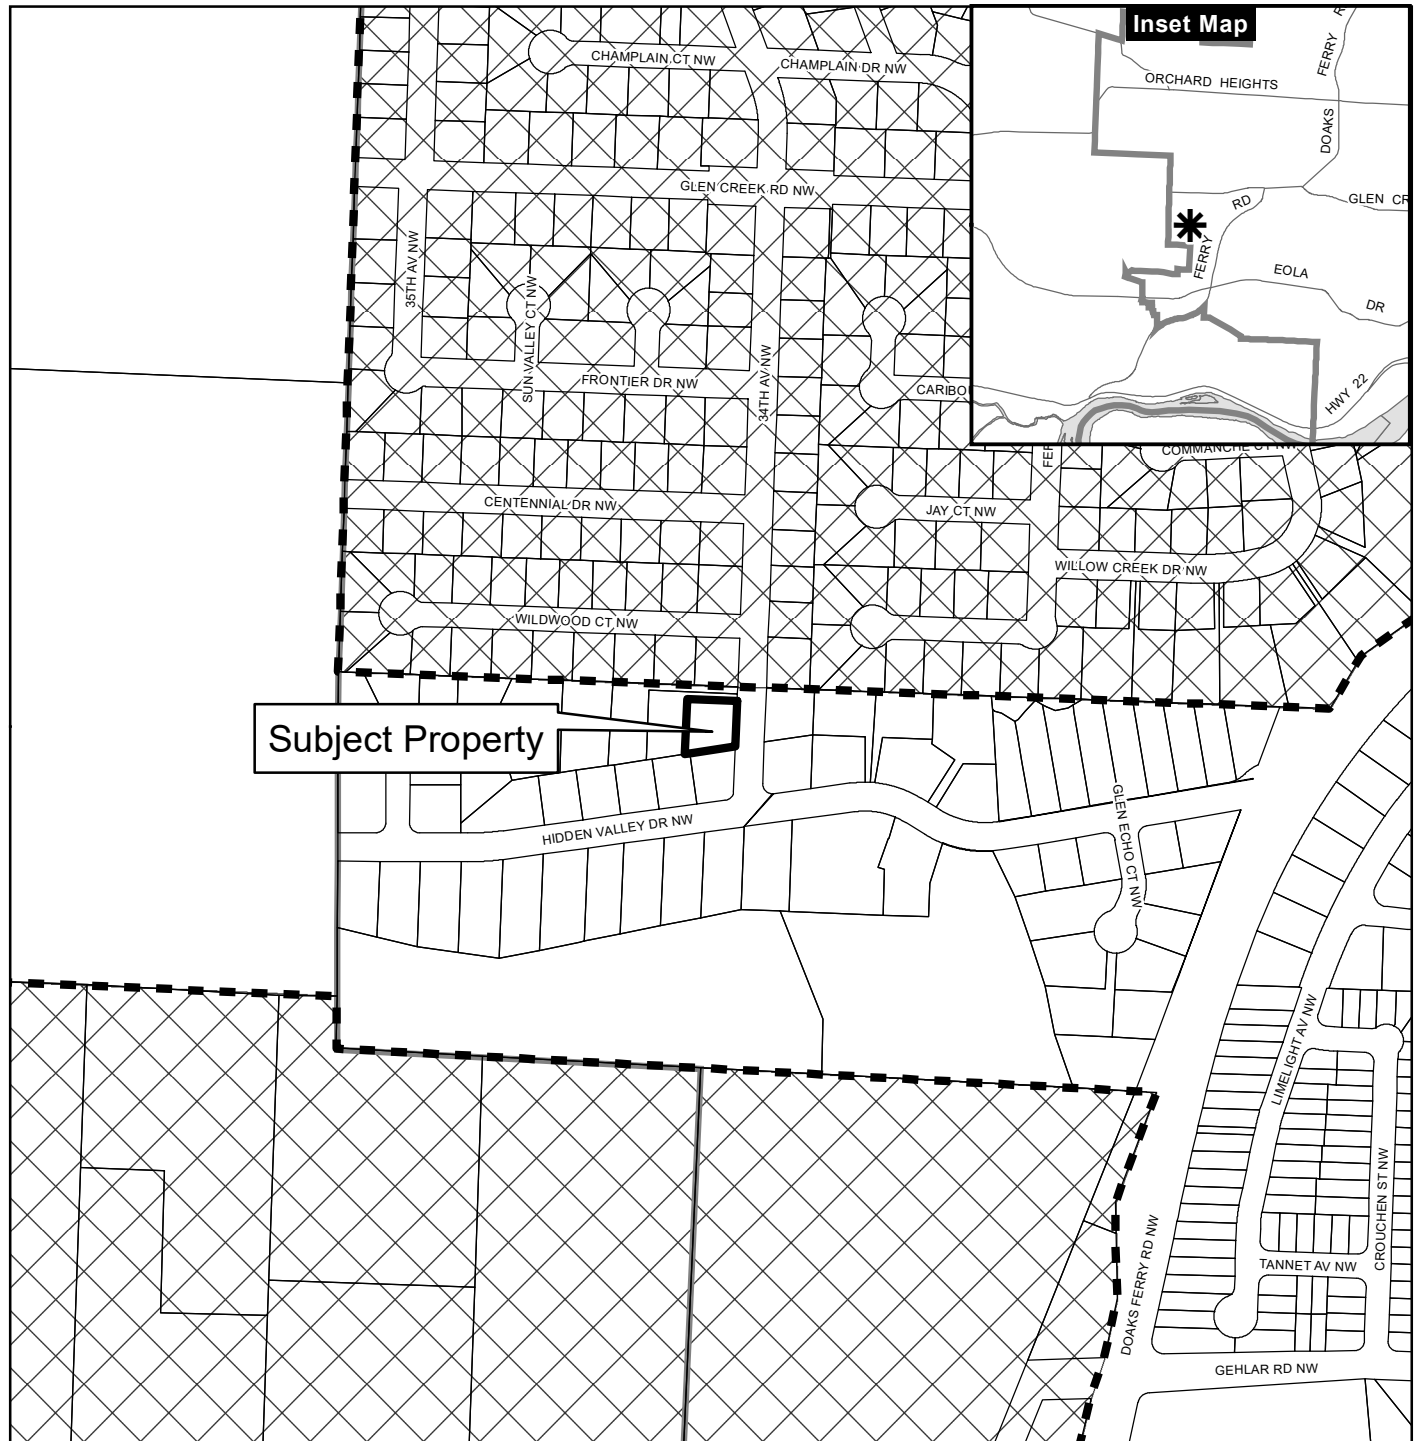 Inset Map
FERRY
ORCHARD HEIGHTS
DOAKS
RD
GLEN CR
FERRY
EOLA
DR
HWY 22
CHAMPLAIN CT NW
CHAMPLAIN DR NW
GLEN CREEK RD NW
35TH AV NW
SUN VALLEY CT NW
FRONTIER DR NW
34TH AV NW
CARIBOU
COMMANCHE CT NW
FER
CENTENNIAL DR NW
JAY CT NW
WILLOW CREEK DR NW
WILDWOOD CT NW
Subject Property
HIDDEN VALLEY DR NW
GLEN ECHO CT NW
LIMELIGHT AV NW
CROUCHEN ST NW
TANNET AV NW
DOAKS FERRY RD NW
GEHLAR RD NW